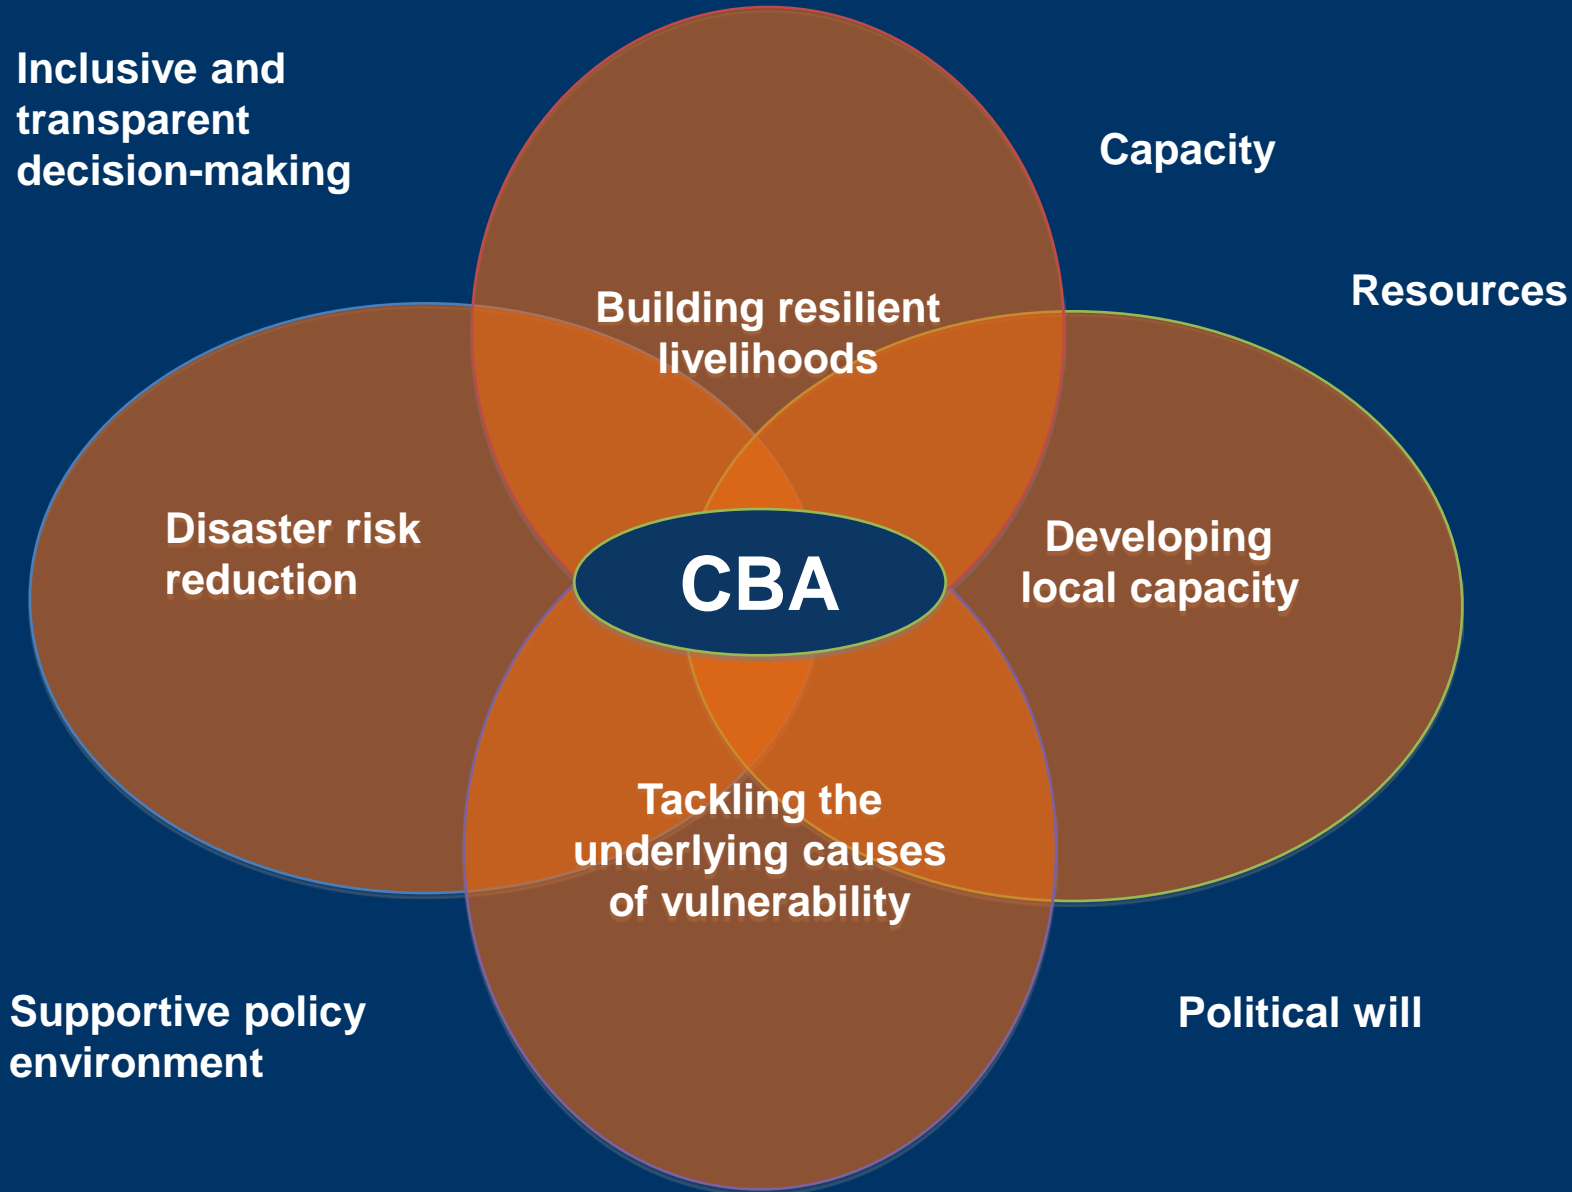 Inclusive and
transparent
decision-making
Capacity
Resources
Building resilient
livelihoods
Disaster risk
reduction
CBA
Developing
local capacity
Tackling the
underlying causes
of vulnerability
Supportive policy
environment
Political will